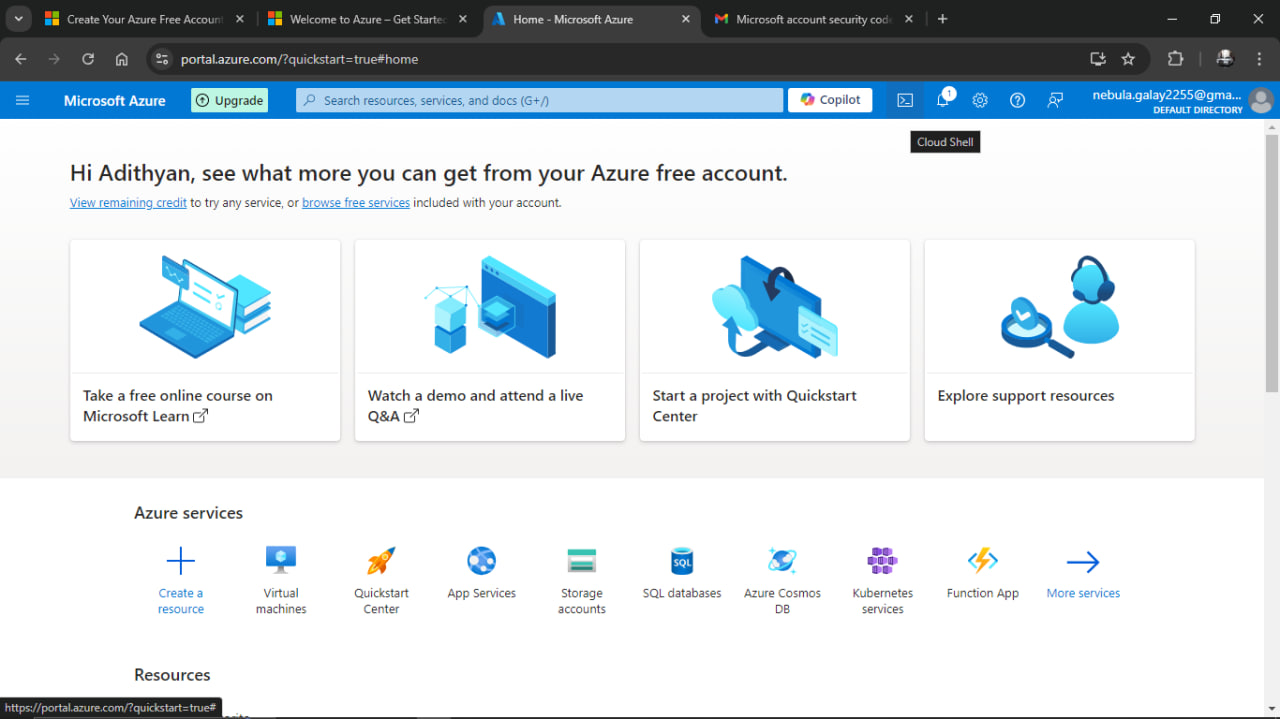 Create Your Azure Free Account
Welcome to Azure – Get Started
Home - Microsoft Azure
Microsoft account security code
portal.azure.com/?quickstart=true#home
Microsoft Azure
Upgrade
Search resources, services, and docs (G+/)
Copilot
1
nebula.galay2255@gma...
DEFAULT DIRECTORY
Cloud Shell
Hi Adithyan, see what more you can get from your Azure free account.
View remaining credit to try any service, or browse free services included with your account.
Take a free online course on
Microsoft Learn
Watch a demo and attend a live
Q&A
Start a project with Quickstart
Center
Explore support resources
Azure services
Create a
resource
Virtual
machines
Quickstart
Center
App Services
Storage
accounts
SQL
SQL databases
Azure Cosmos
DB
Kubernetes
services
Function App
More services
Resources
https://portal.azure.com/?quickstart=true#